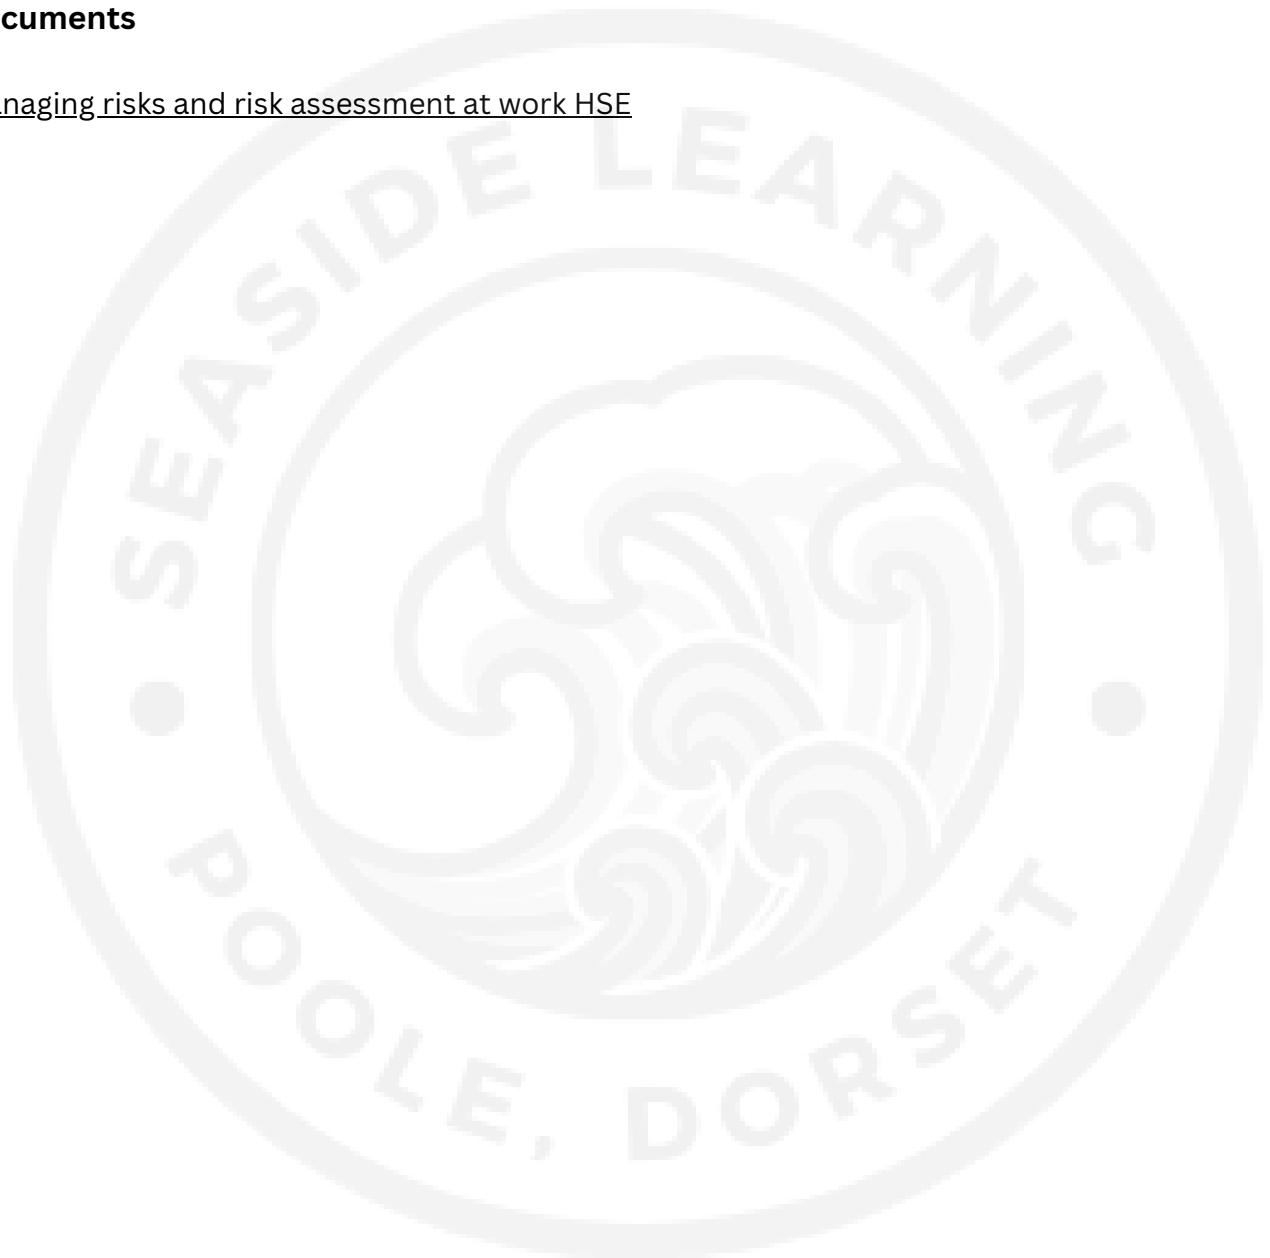 cuments
naging risks and risk assessment at work HSE
SEASIDE LEARNING
POOLE, DORSET